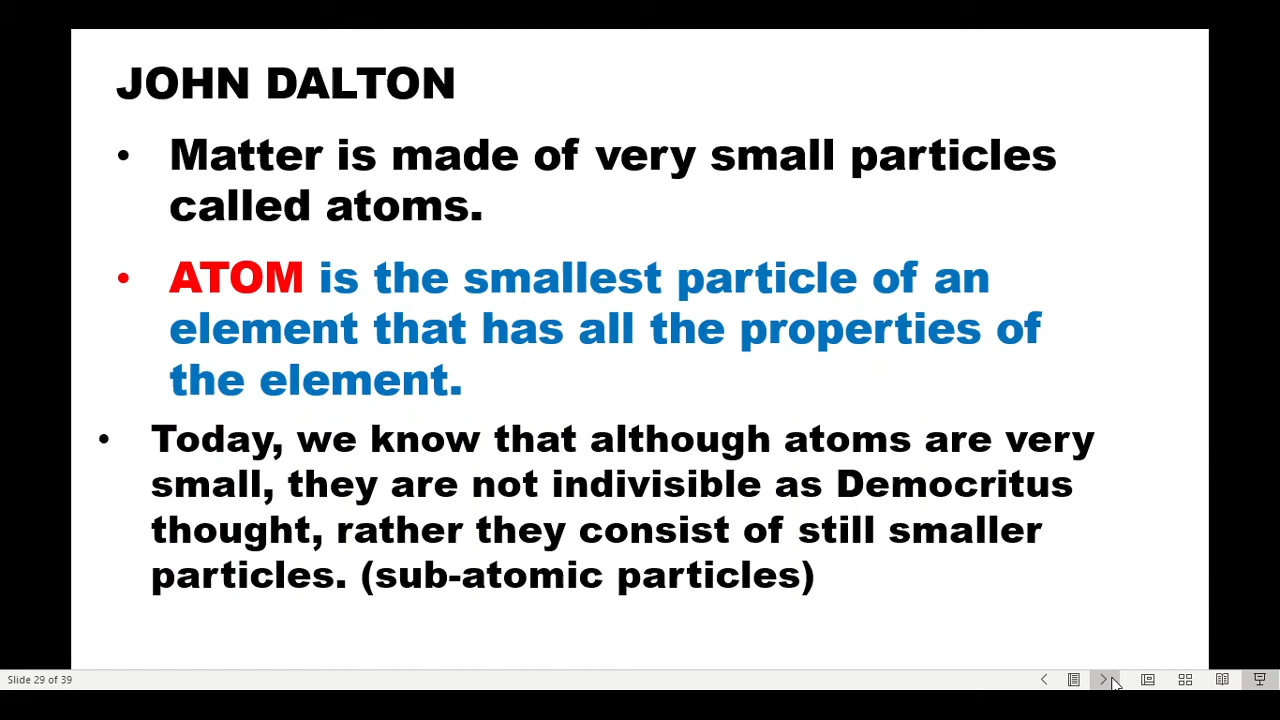 JOHN DALTON
• Matter is made of very small particles
called atoms.
• ATOM is the smallest particle of an
element that has all the properties of
the element.
• Today, we know that although atoms are very
small, they are not indivisible as Democritus
thought, rather they consist of still smaller
particles. (sub-atomic particles)
Slide 29 of 39